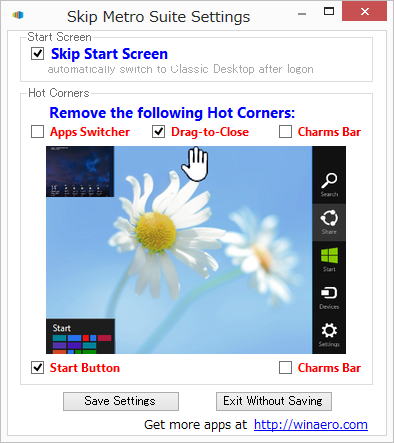 Skip Metro Suite Settings
Start Screen
Skip Start Screen
automatically switch to Classic Desktop after logon
Hot Corners
Remove the following Hot Corners:
Apps Switcher
Drag-to-Close
Charms Bar
Search
Share
Start
Devices
Settings
Start
Start Button
Charms Bar
Save Settings
Exit Without Saving
Get more apps at http://winaero.com